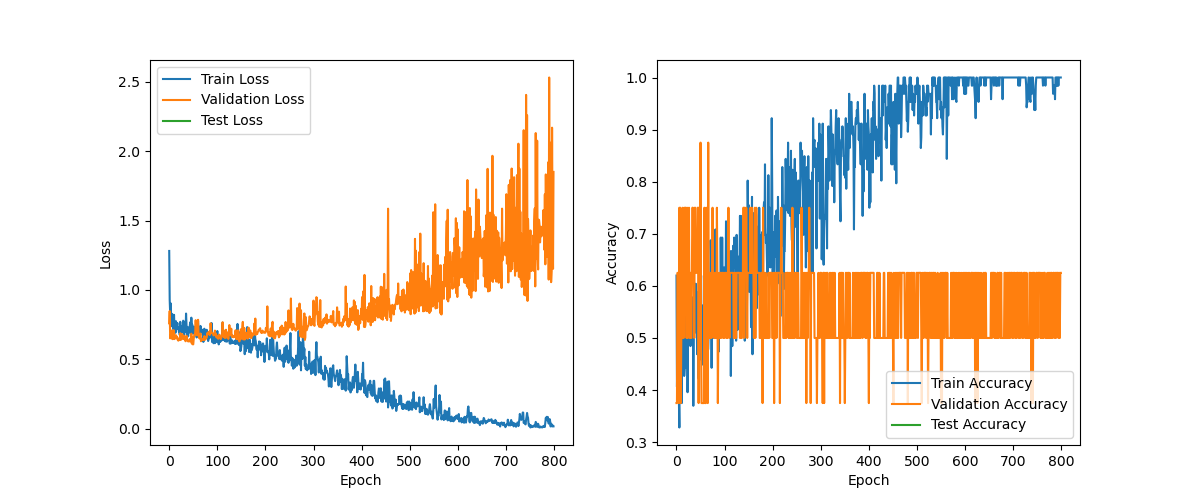 Train Loss
Validation Loss
Test Loss
2.5
2.0
1.5
1.0
0.5
0.0
Loss
0 100 200 300 400 500 600 700 800
Epoch
1.0
0.9
0.8
0.7
0.6
0.5
0.4
0.3
Accuracy
Train Accuracy
Validation Accuracy
Test Accuracy
0 100 200 300 400 500 600 700 800
Epoch